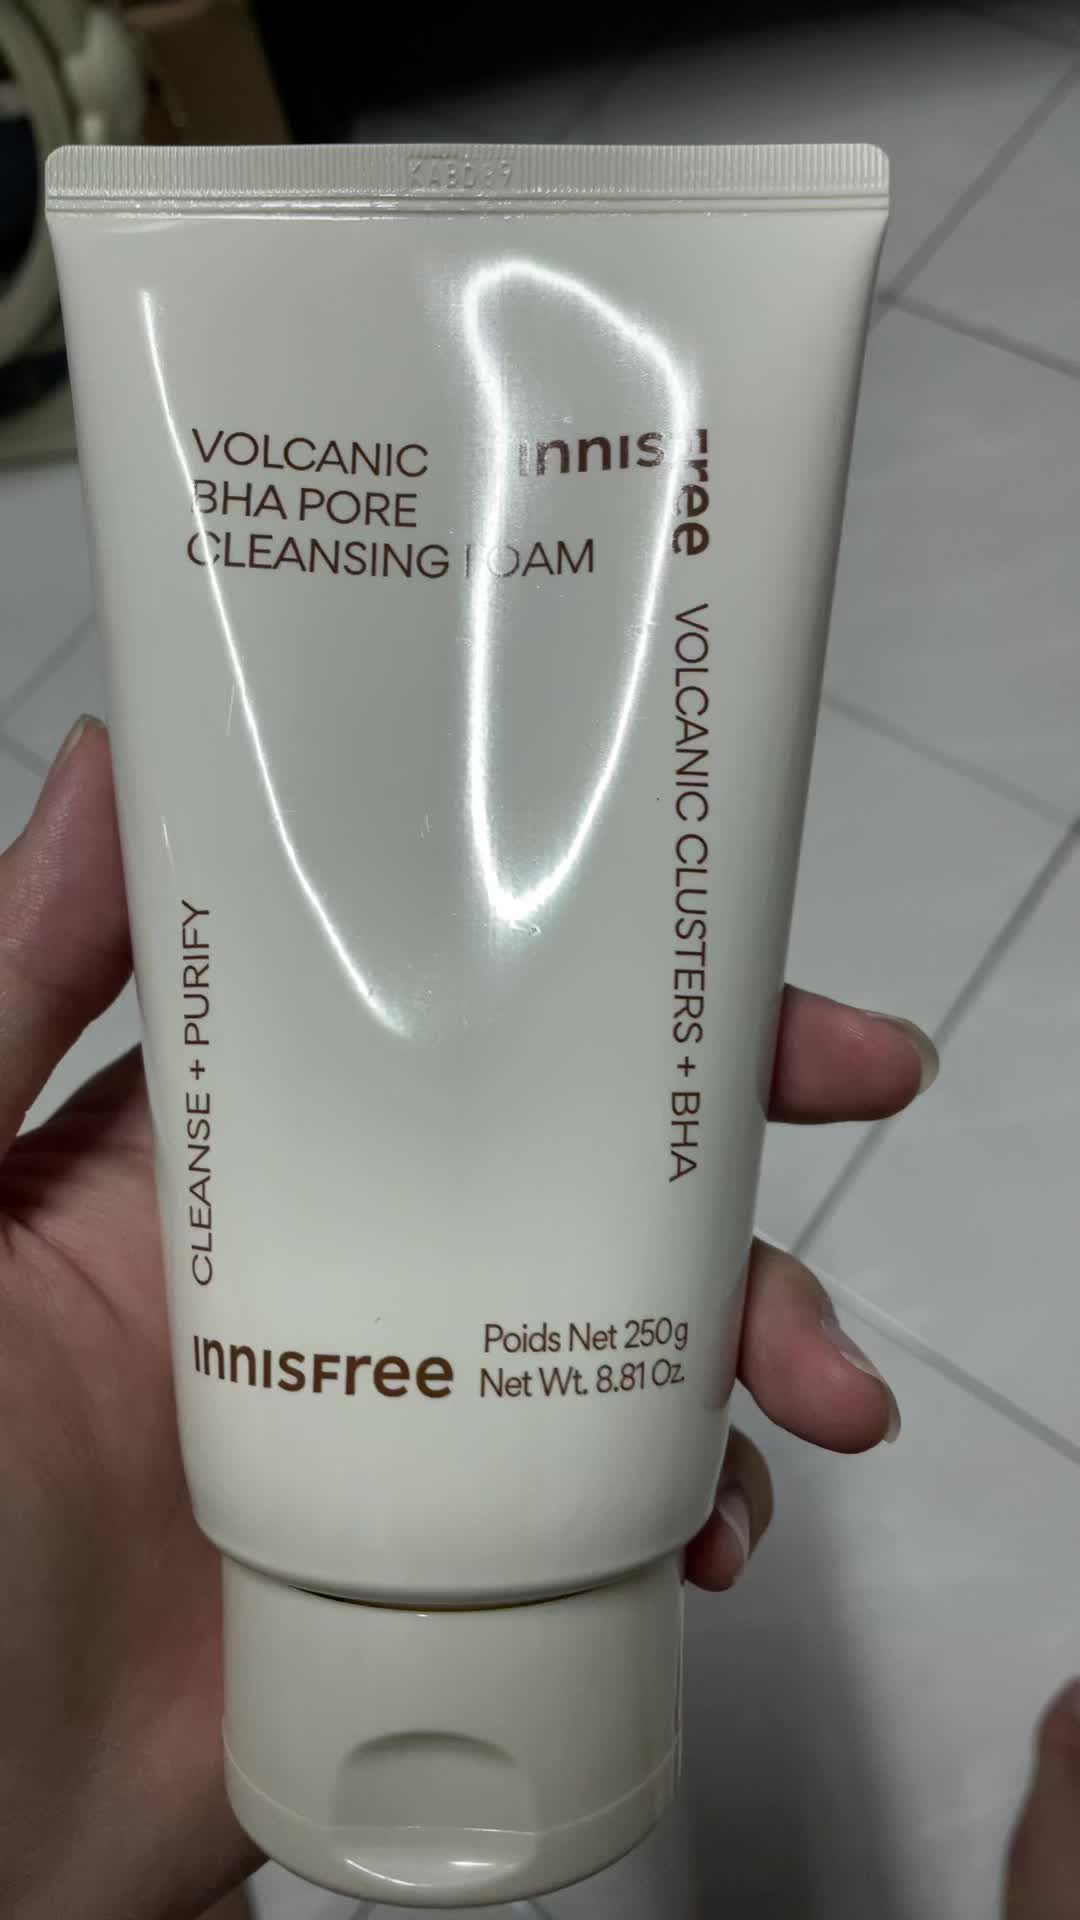 VOLCANIC
BHA PORE
CLEANSING FOAM
innisFree
VOLCANIC CLUSTERS + BHA
CLEANSE + PURIFY
innisFree
Poids Net 250g
Net Wt. 8.81 Oz.